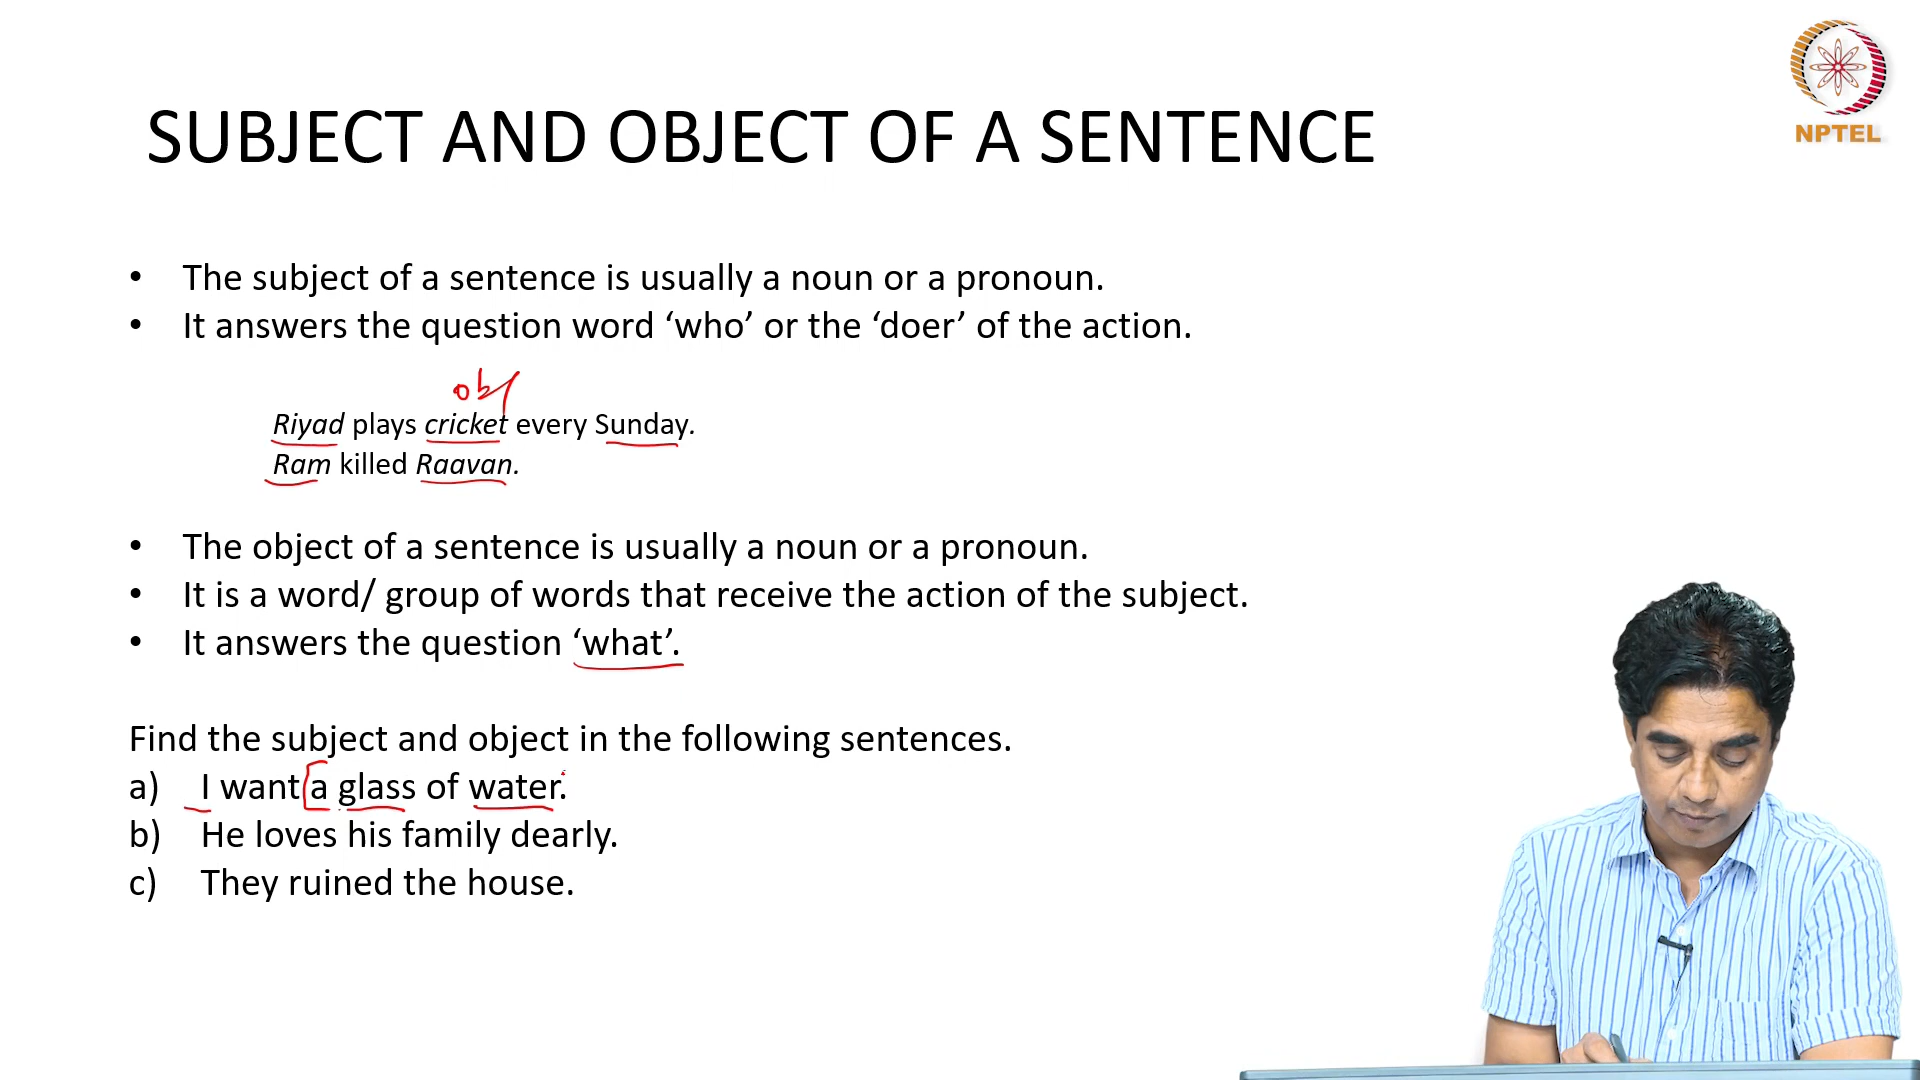 NPTEL
SUBJECT AND OBJECT OF A SENTENCE
• The subject of a sentence is usually a noun or a pronoun.
• It answers the question word ‘who’ or the ‘doer’ of the action.
obj
Riyad plays cricket every Sunday.
Ram killed Raavan.
• The object of a sentence is usually a noun or a pronoun.
• It is a word/ group of words that receive the action of the subject.
• It answers the question ‘what’.
Find the subject and object in the following sentences.
a) I want a glass of water.
b) He loves his family dearly.
c) They ruined the house.